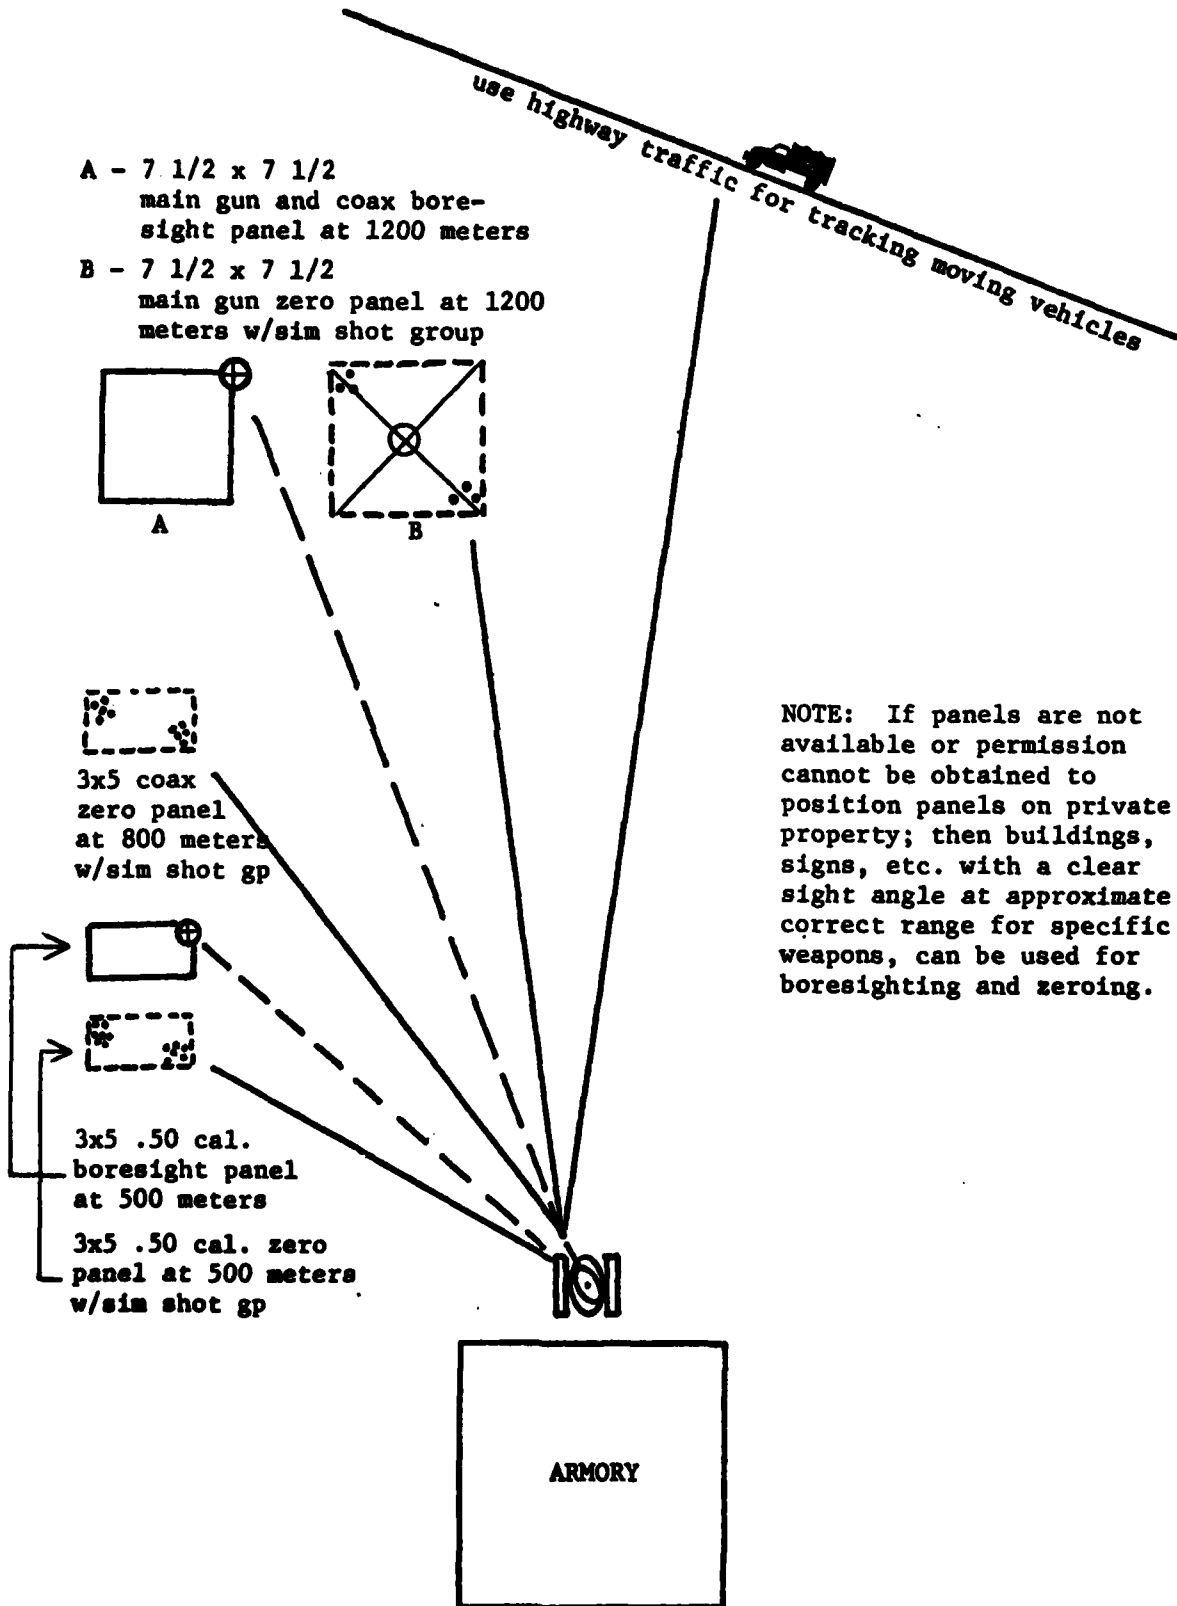 use highway traffic for tracking moving vehicles
A - 7 1/2 x 7 1/2
main gun and coax bore-
sight panel at 1200 meters
B - 7 1/2 x 7 1/2
main gun zero panel at 1200
meters w/sim shot group
A
B
3x5 coax
zero panel
at 800 meters
w/sim shot gp
NOTE: If panels are not
available or permission
cannot be obtained to
position panels on private
property; then buildings,
signs, etc. with a clear
sight angle at approximate
correct range for specific
weapons, can be used for
boresighting and zeroing.
3x5 .50 cal.
boresight panel
at 500 meters
3x5 .50 cal. zero
panel at 500 meters
w/sim shot gp
ARMORY